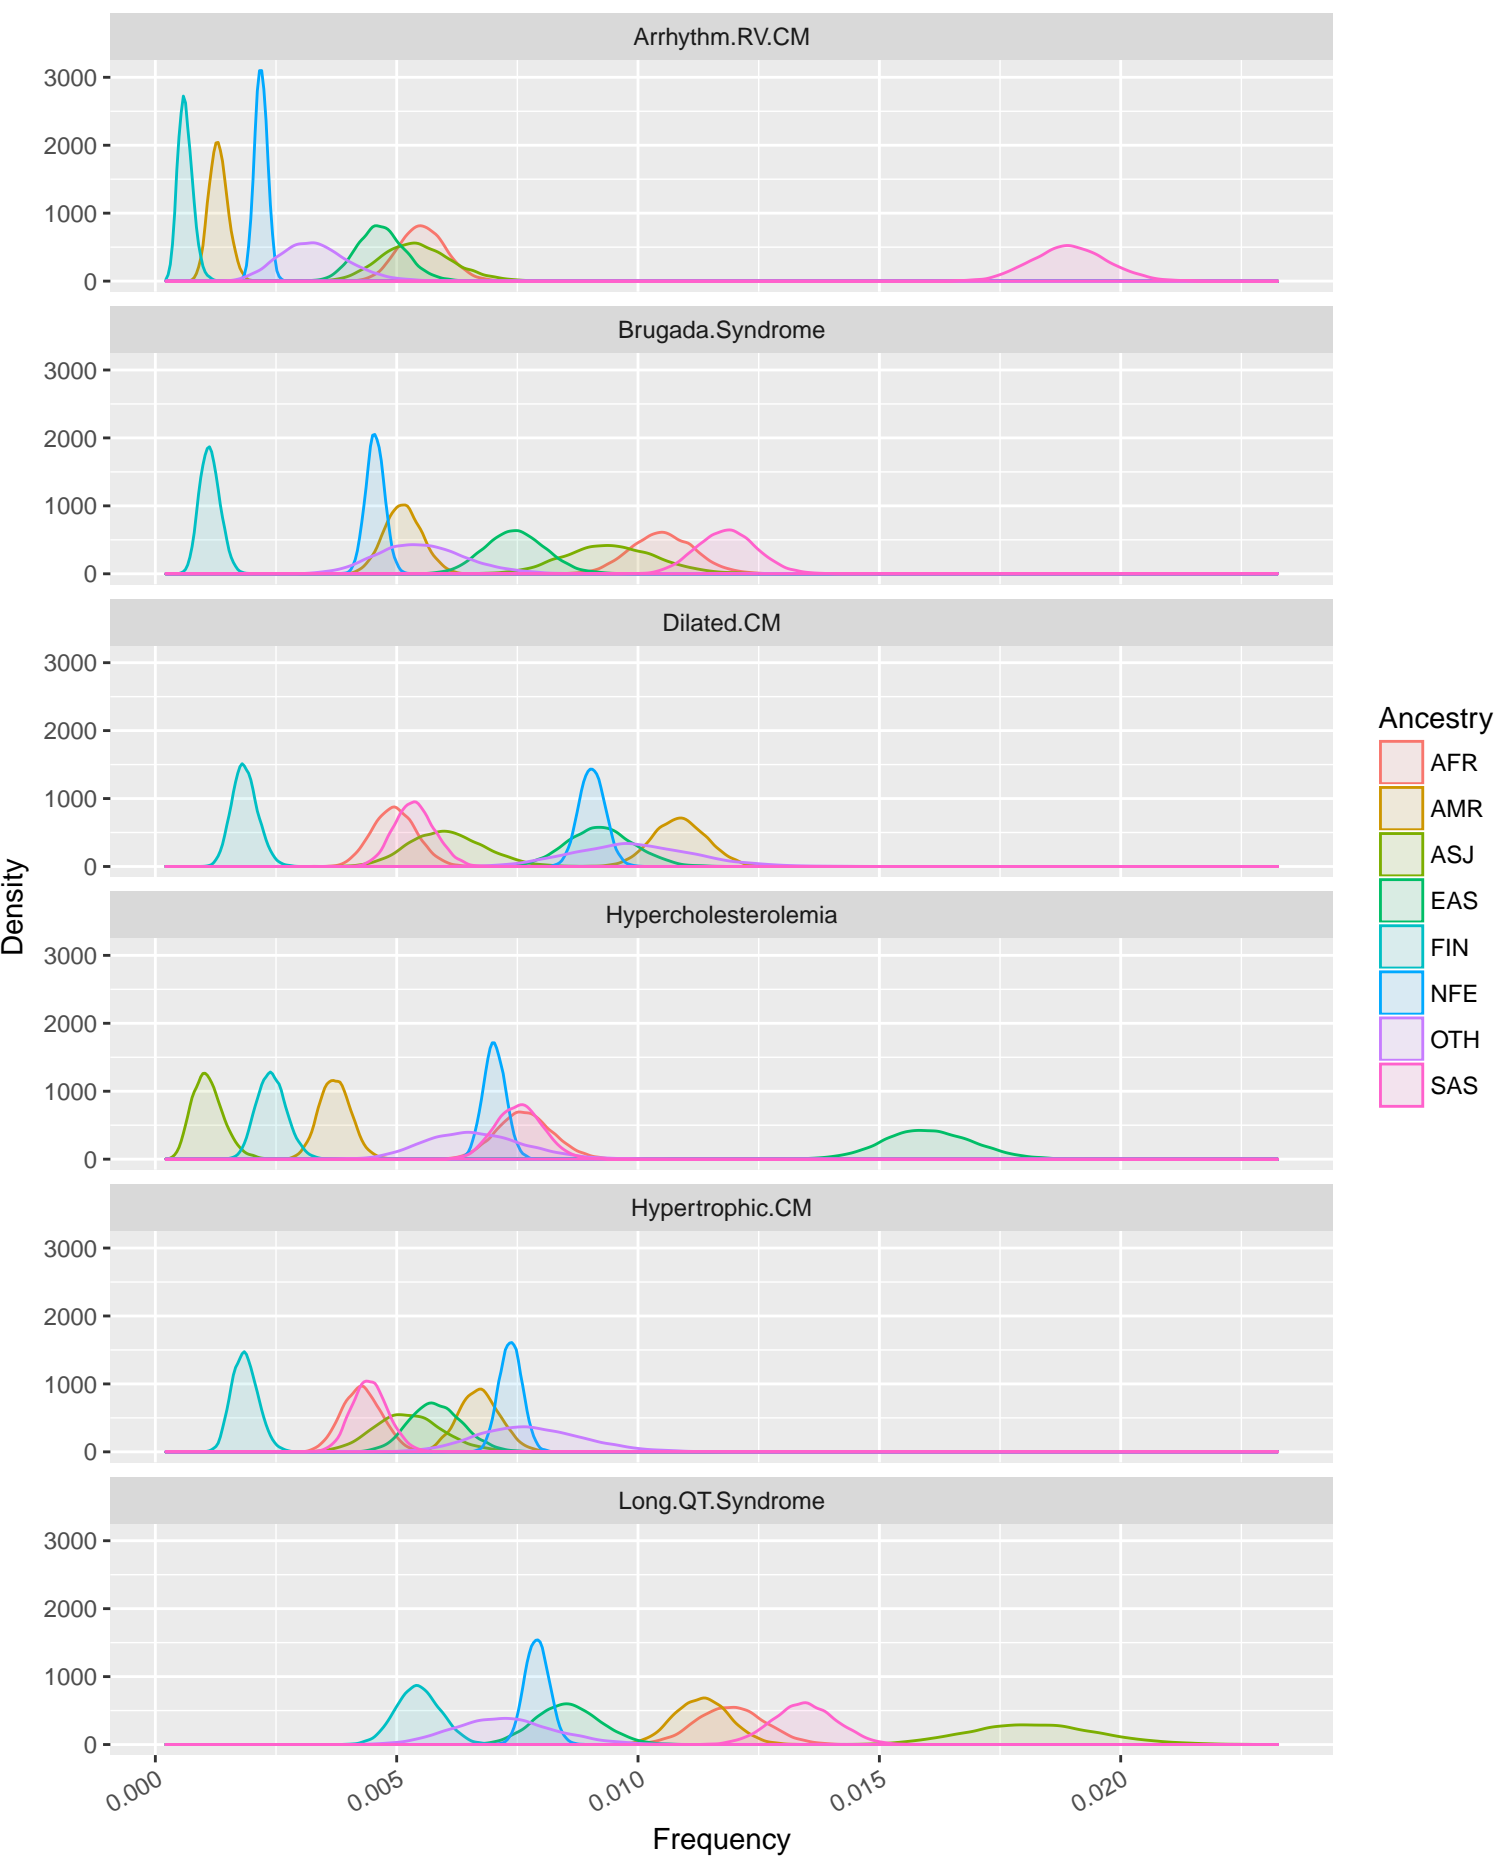 Arrhythm.RV.CM
3000
2000
1000
0
Brugada.Syndrome
3000
2000
1000
0
Dilated.CM
3000
2000
1000
0
Hypercholesterolemia
3000
2000
1000
0
Hypertrophic.CM
3000
2000
1000
0
Long.QT.Syndrome
3000
2000
1000
0
0.000 0.005 0.010 0.015 0.020
Frequency
Density
Ancestry
AFR
AMR
ASJ
EAS
FIN
NFE
OTH
SAS